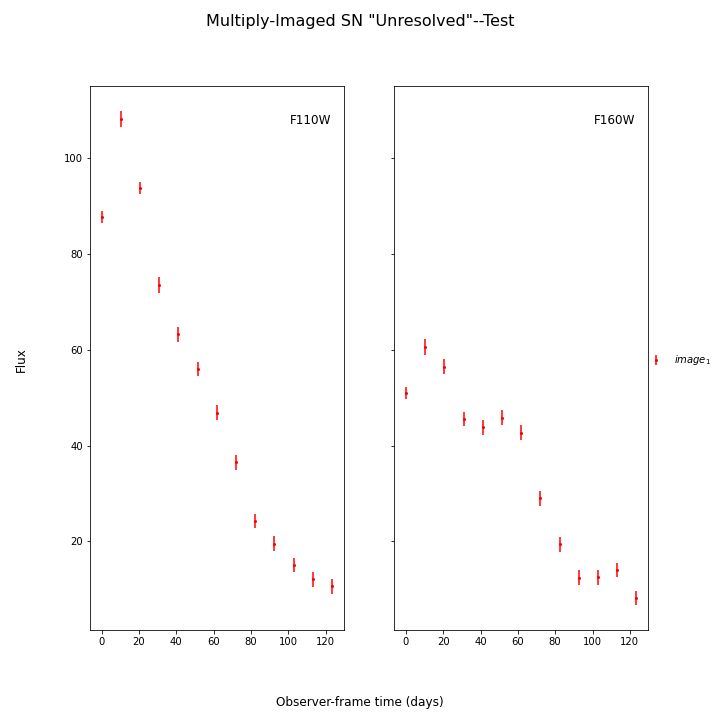 Multiply-Imaged SN "Unresolved"--Test
F110W
F160W
100
80
60
40
20
Flux
image1
0 20 40 60 80 100 120
0 20 40 60 80 100 120
Observer-frame time (days)